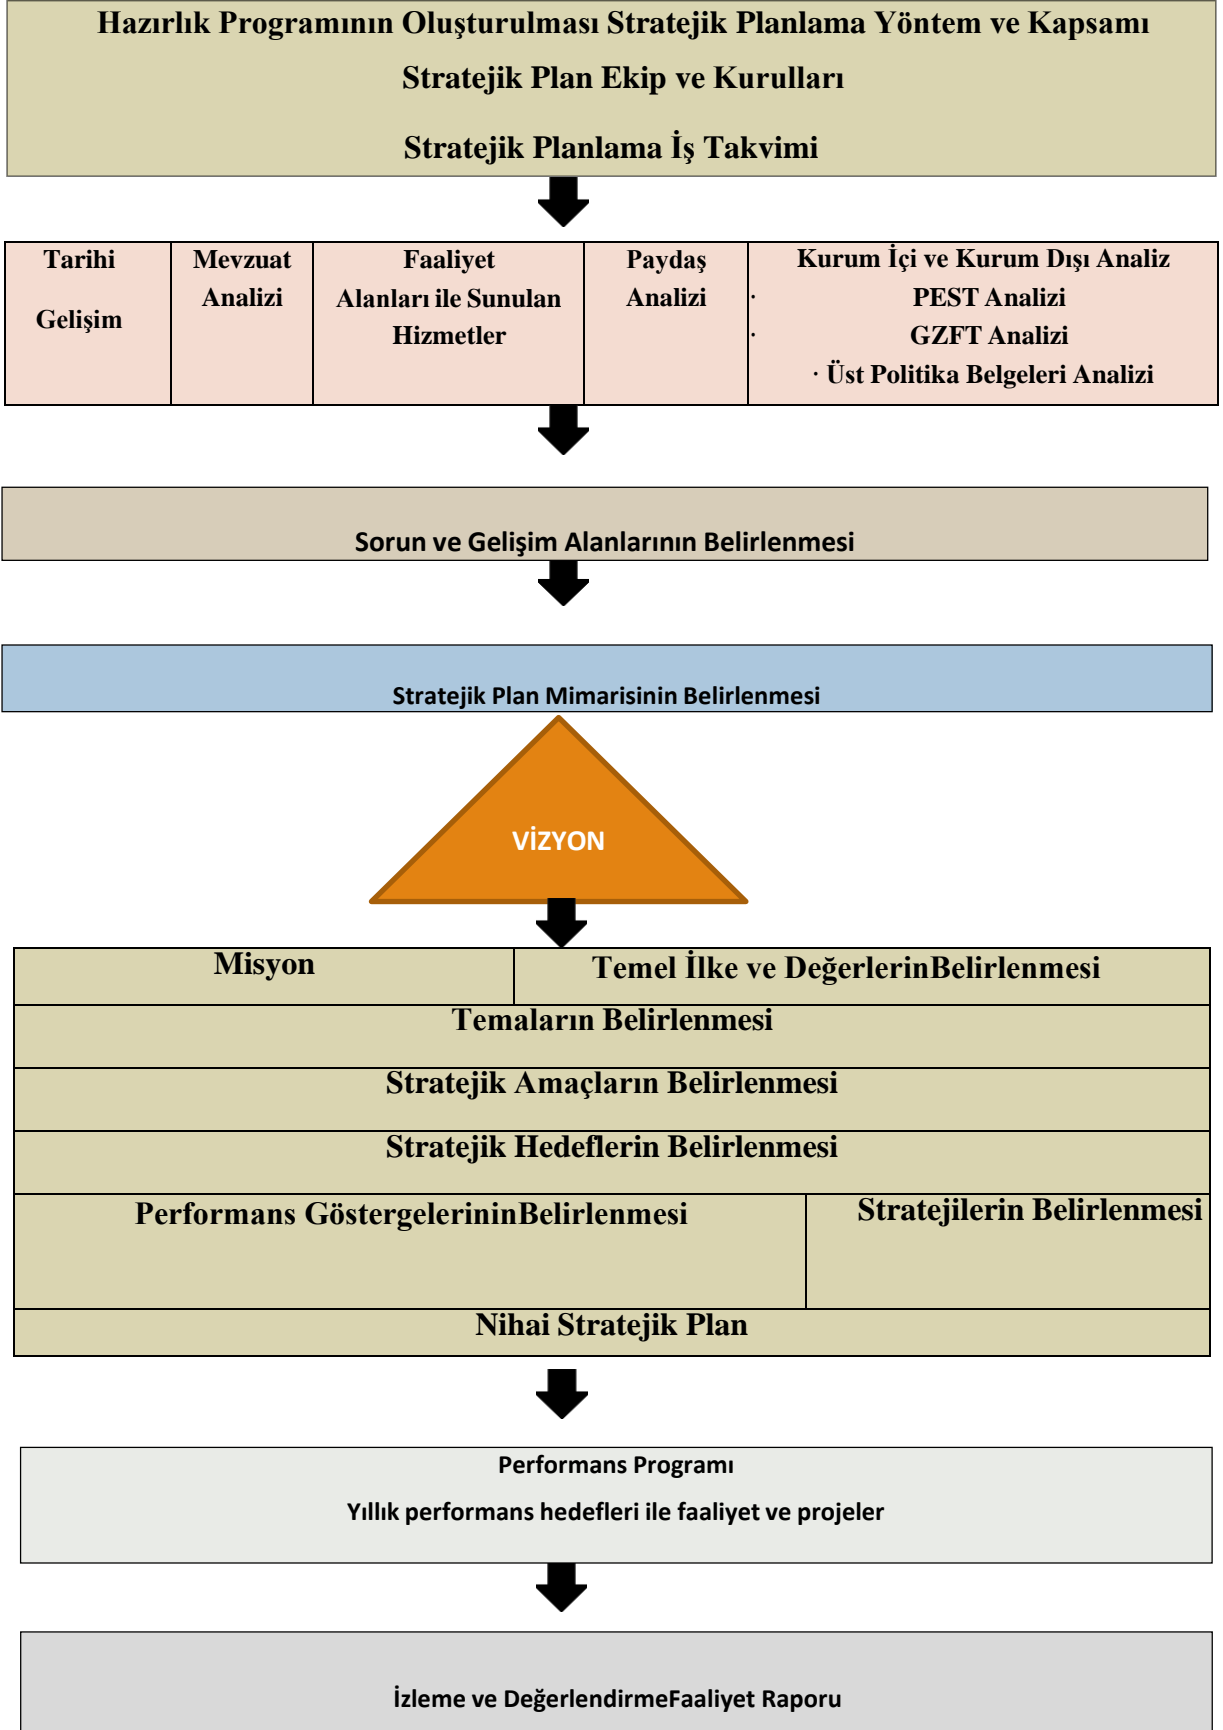 Hazırlık Programının Oluşturulması Stratejik Planlama Yöntem ve Kapsamı
Stratejik Plan Ekip ve Kurulları
Stratejik Planlama İş Takvimi
Tarihi
Gelişim
Mevzuat
Analizi
Faaliyet
Alanları ile Sunulan
Hizmetler
Paydaş
Analizi
Kurum İçi ve Kurum Dışı Analiz
· PEST Analizi
· GZFT Analizi
· Üst Politika Belgeleri Analizi
Sorun ve Gelişim Alanlarının Belirlenmesi
Stratejik Plan Mimarisinin Belirlenmesi
VİZYON
Misyon
Temel İlke ve DeğerlerinBelirlenmesi
Temaların Belirlenmesi
Stratejik Amaçların Belirlenmesi
Stratejik Hedeflerin Belirlenmesi
Performans GöstergelerininBelirlenmesi
Stratejilerin Belirlenmesi
Nihai Stratejik Plan
Performans Programı
Yıllık performans hedefleri ile faaliyet ve projeler
İzleme ve DeğerlendirmeFaaliyet Raporu